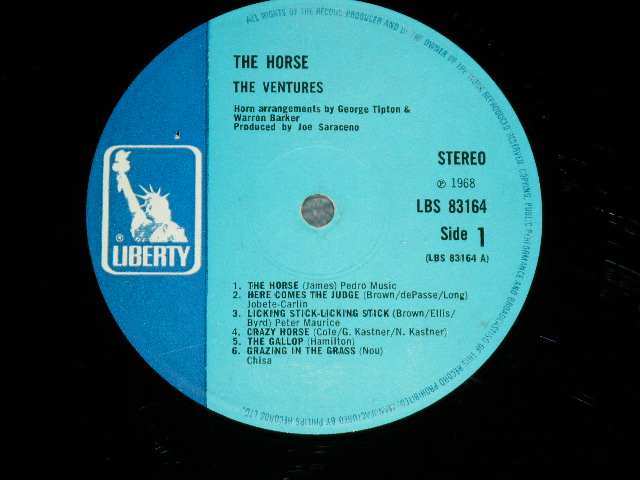 ALL RIGHTS OF THE RECORD PRODUCER AND OF THE OWNER OF THE WORK REPRODUCED RESERVED. COPYING, PUBLIC PERFORMANCE AND BROADCASTING OF THIS RECORD PROHIBITED. MANUFACTURED BY PHILIPS RECORDS LTD.
THE HORSE
THE VENTURES
Horn arrangements by George Tipton &
Warren Barker
Produced by Joe Saraceno
STEREO
℗ 1968
LBS 83164
Side 1
(LBS 83164 A)
® LIBERTY
1. THE HORSE (James) Pedro Music
2. HERE COMES THE JUDGE (Brown/dePasse/Long)
Jobete-Carlin
3. LICKING STICK-LICKING STICK (Brown/Ellis/
Byrd) Peter Maurice
4. CRAZY HORSE (Cole/G. Kastner/N. Kastner)
5. THE GALLOP (Hamilton)
6. GRAZING IN THE GRASS (Nou)
Chisa